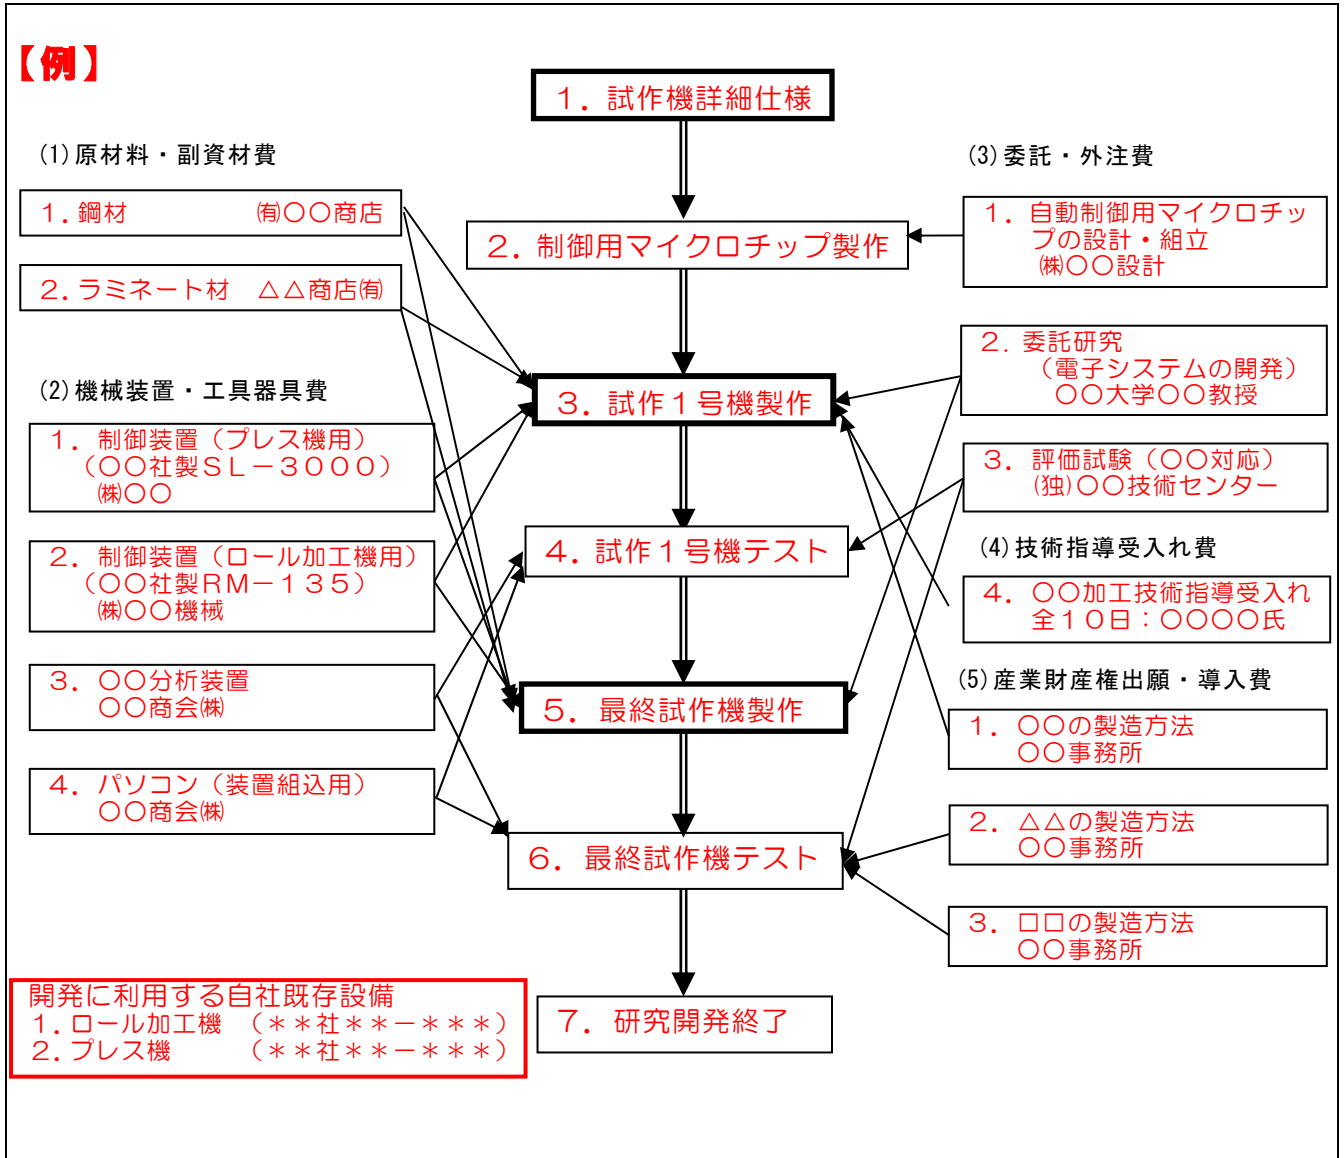 【例】
１．試作機詳細仕様
(1)原材料・副資材費
１．鋼材　㈲〇〇商店
２．ラミネート材　△△商店㈲
(2)機械装置・工具器具費
１．制御装置（プレス機用）
（〇〇社製ＳＬ－３０００）
㈱〇〇
２．制御装置（ロール加工機用）
（〇〇社製ＲＭ－１３５）
㈱〇〇機械
３．〇〇分析装置
〇〇商会㈱
４．パソコン（装置組込用）
〇〇商会㈱
２．制御用マイクロチップ製作
３．試作１号機製作
４．試作１号機テスト
５．最終試作機製作
６．最終試作機テスト
７．研究開発終了
(3)委託・外注費
１．自動制御用マイクロチッ
プの設計・組立
㈱〇〇設計
２．委託研究
（電子システムの開発）
〇〇大学〇〇教授
３．評価試験（〇〇対応）
(独)〇〇技術センター
(4)技術指導受入れ費
４．〇〇加工技術指導受入れ
全１０日：〇〇〇〇氏
(5)産業財産権出願・導入費
１．〇〇の製造方法
〇〇事務所
２．△△の製造方法
〇〇事務所
３．□□の製造方法
〇〇事務所
開発に利用する自社既存設備
１．ロール加工機　（＊＊社＊＊－＊＊＊）
２．プレス機　（＊＊社＊＊－＊＊＊）